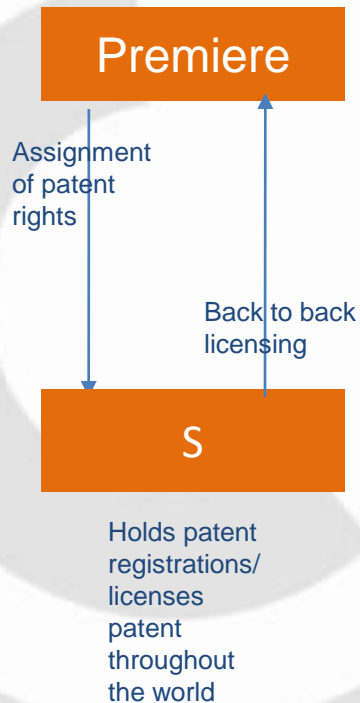 Premiere
Assignment
of patent
rights
Back to back
licensing
S
Holds patent
registrations/
licenses
patent
throughout
the world